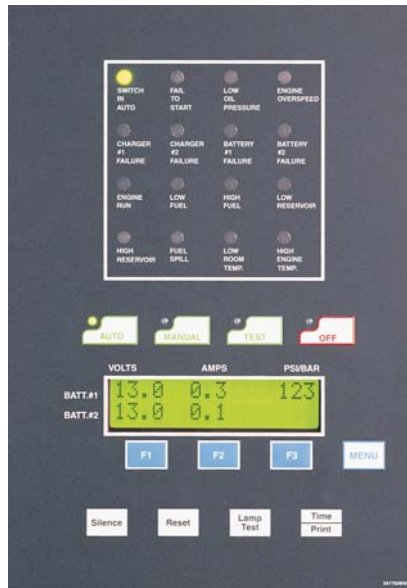 SWITCH IN AUTO
FAIL TO START
LOW OIL PRESSURE
ENGINE OVERSPEED
CHARGER #1 FAILURE
CHARGER #2 FAILURE
BATTERY #1 FAILURE
BATTERY #2 FAILURE
ENGINE RUN
LOW FUEL
HIGH FUEL
LOW RESERVOIR
HIGH RESERVOIR
FUEL SPILL
LOW ROOM TEMP.
HIGH ENGINE TEMP.
AUTO MANUAL TEST OFF
VOLTS AMPS PSI/BAR
BATT.#1 13.0 0.3 123
BATT.#2 13.0 0.1
F1 F2 F3 MENU
Silence Reset Lamp Test Time Print